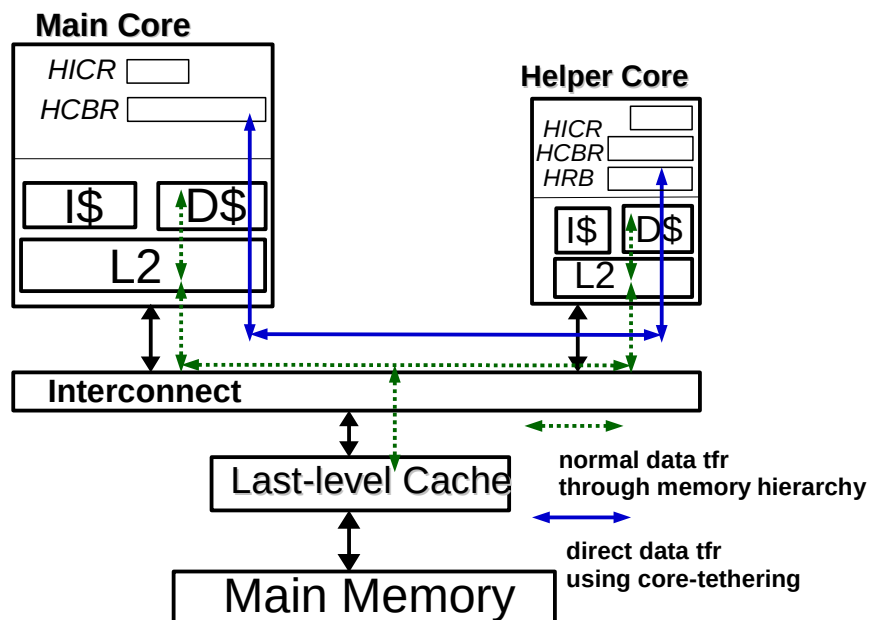 Main Core
HICR
HCBR
I$
D$
L2
Helper Core
HICR
HCBR
HRB
I$
D$
L2
Interconnect
Last-level Cache
Main Memory
normal data tfr
through memory hierarchy
direct data tfr
using core-tethering